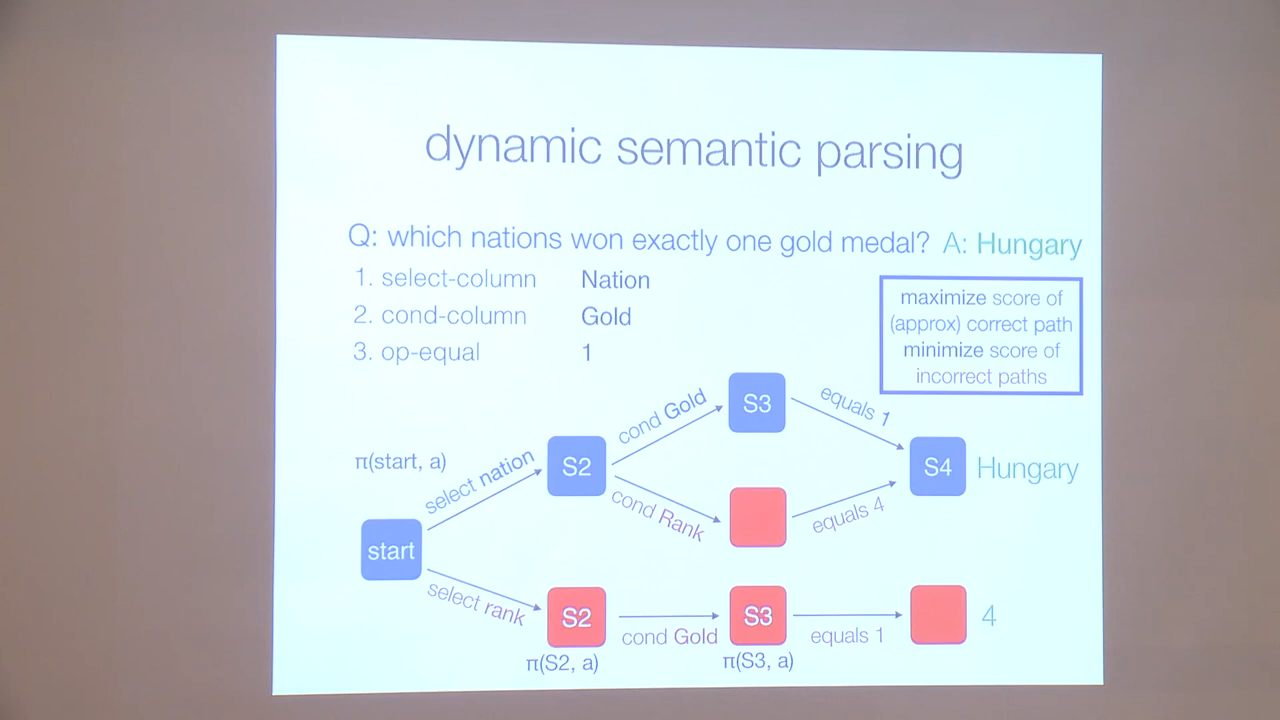 dynamic semantic parsing
Q: which nations won exactly one gold medal? A: Hungary
1. select-column Nation
2. cond-column Gold
3. op-equal 1
maximize score of
(approx) correct path
minimize score of
incorrect paths
π(start, a)
select nation
cond Gold
equals 1
S3
S2
S4
Hungary
cond Rank
equals 4
start
select rank
S2
cond Gold
S3
equals 1
4
π(S2, a)
π(S3, a)